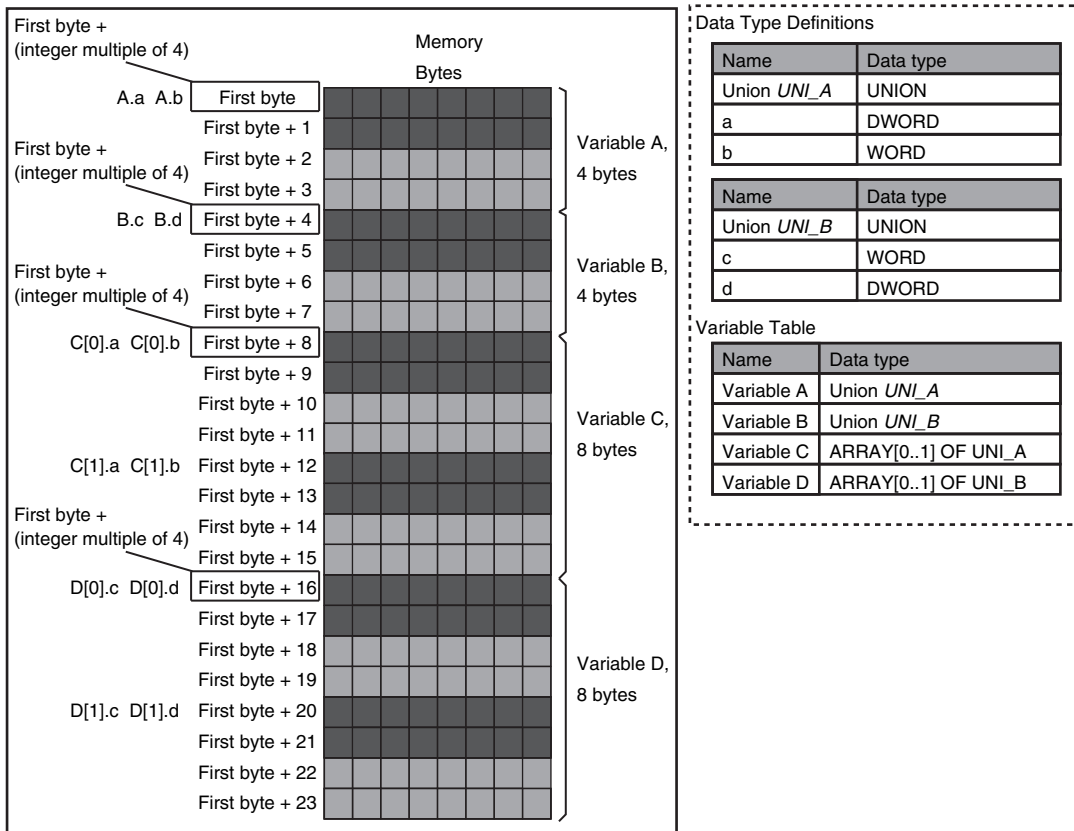 First byte +
(integer multiple of 4)
Memory
Bytes
A.a A.b First byte
First byte + 1
First byte +
(integer multiple of 4)
First byte + 2
First byte + 3
Variable A,
4 bytes
B.c B.d First byte + 4
First byte + 5
First byte +
(integer multiple of 4)
First byte + 6
First byte + 7
Variable B,
4 bytes
C[0].a C[0].b First byte + 8
First byte + 9
First byte + 10
First byte + 11
Variable C,
8 bytes
C[1].a C[1].b First byte + 12
First byte + 13
First byte +
(integer multiple of 4)
First byte + 14
First byte + 15
D[0].c D[0].d First byte + 16
First byte + 17
First byte + 18
First byte + 19
Variable D,
8 bytes
D[1].c D[1].d First byte + 20
First byte + 21
First byte + 22
First byte + 23
Data Type Definitions
Name Data type
Union UNI_A UNION
a DWORD
b WORD
Name Data type
Union UNI_B UNION
c WORD
d DWORD
Variable Table
Name Data type
Variable A Union UNI_A
Variable B Union UNI_B
Variable C ARRAY[0..1] OF UNI_A
Variable D ARRAY[0..1] OF UNI_B